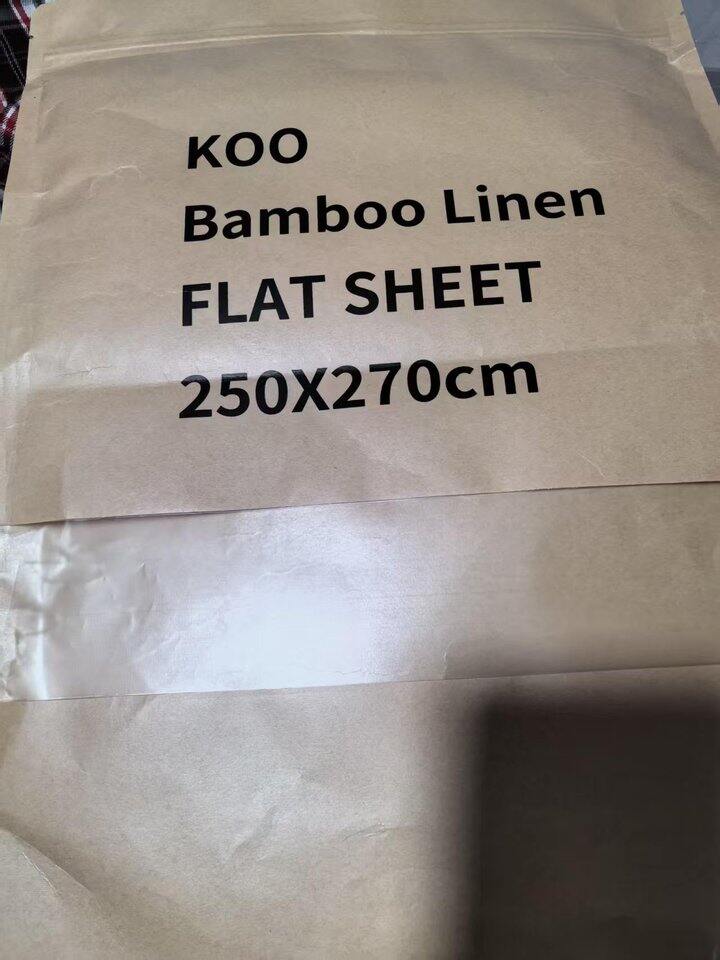 KOO
Bamboo Linen
FLAT SHEET
250X270cm